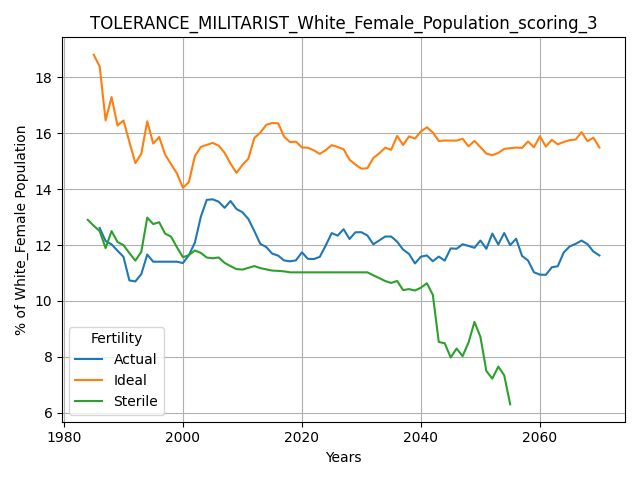 TOLERANCE_MILITARIST_White_Female_Population_scoring_3
% of White_Female Population
18
16
14
12
10
8
6
Fertility
Actual
Ideal
Sterile
1980 2000 2020 2040 2060
Years